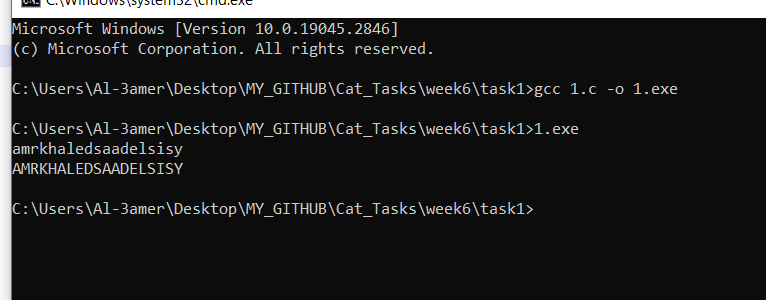 C:\Windows\system32\cmd.exe
Microsoft Windows [Version 10.0.19045.2846]
(c) Microsoft Corporation. All rights reserved.
C:\Users\Al-3amer\Desktop\MY_GITHUB\Cat_Tasks\week6\task1>gcc 1.c -o 1.exe
C:\Users\Al-3amer\Desktop\MY_GITHUB\Cat_Tasks\week6\task1>1.exe
amrkhaledsaadelsisy
AMRKHALEDSAADELSISY
C:\Users\Al-3amer\Desktop\MY_GITHUB\Cat_Tasks\week6\task1>